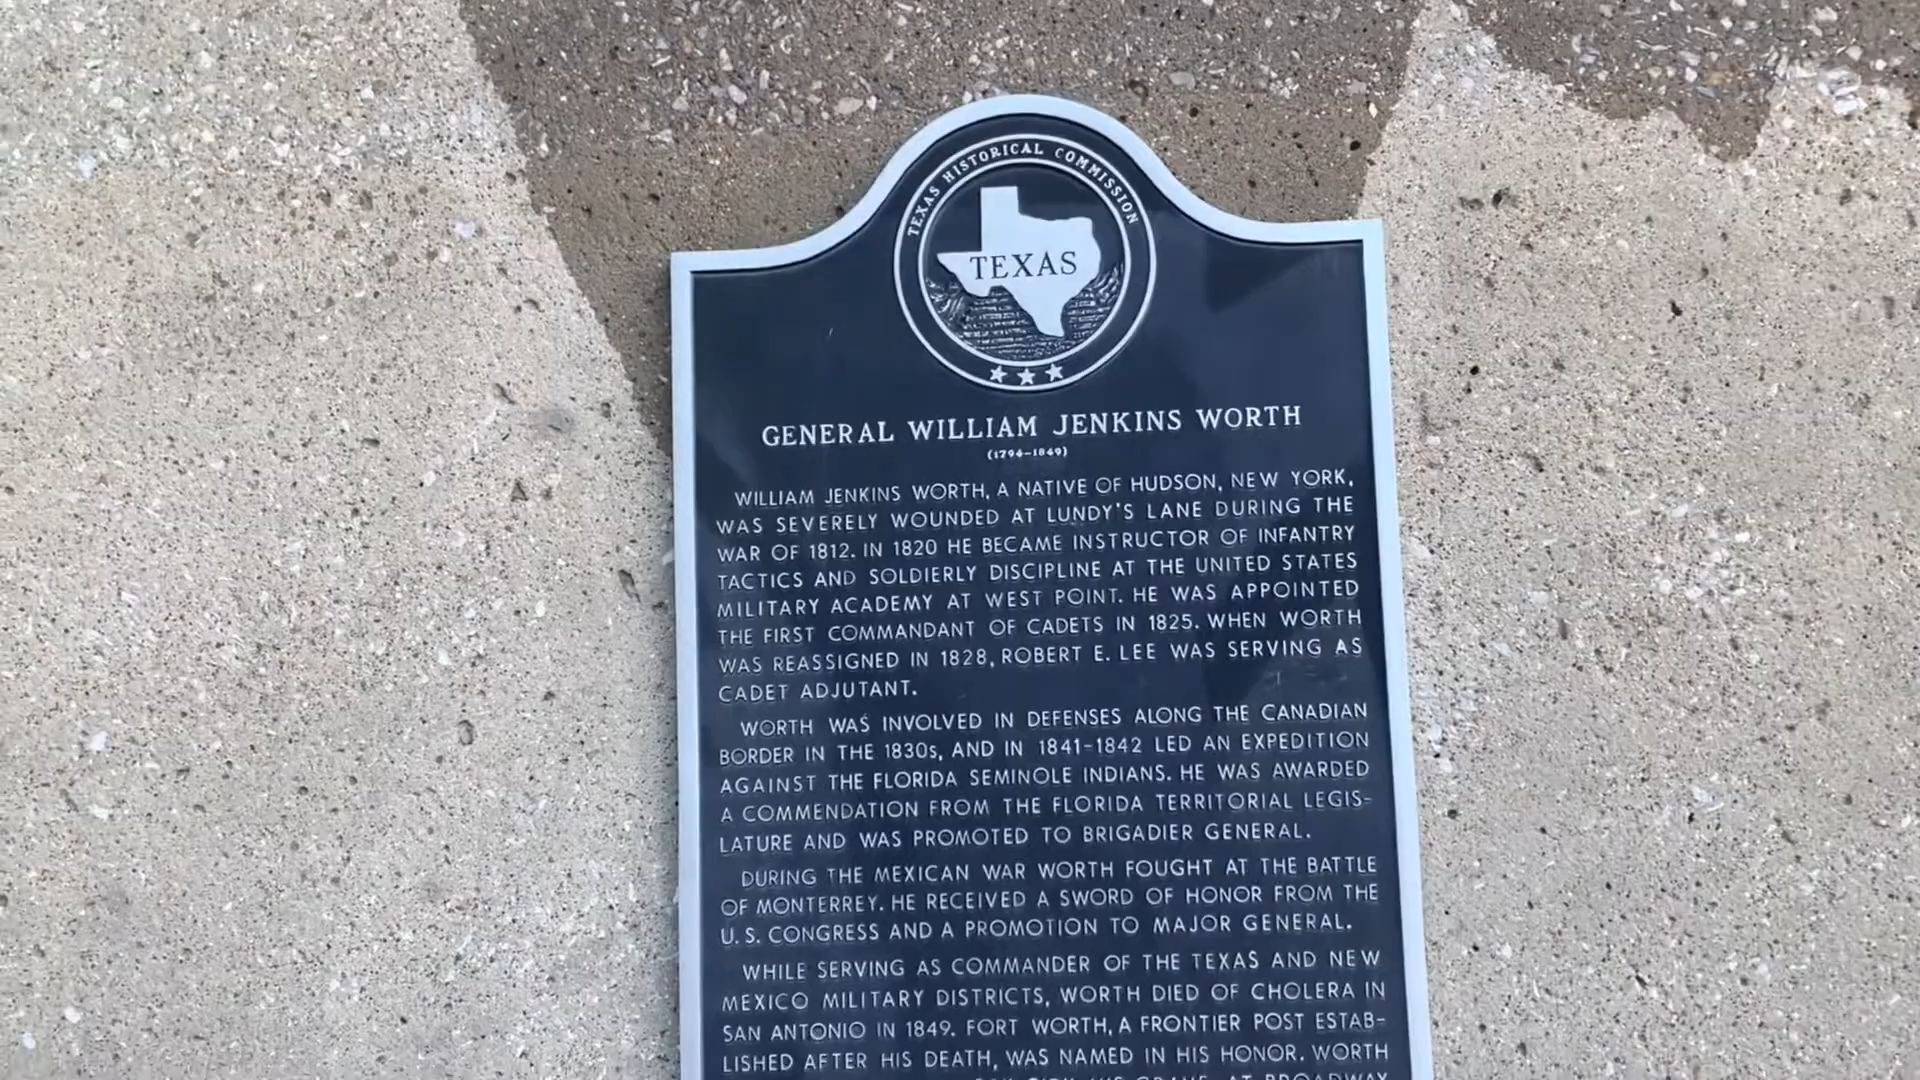 TEXAS HISTORICAL COMMISSION
TEXAS
GENERAL WILLIAM JENKINS WORTH
(1794-1849)
WILLIAM JENKINS WORTH, A NATIVE OF HUDSON, NEW YORK,
WAS SEVERELY WOUNDED AT LUNDY'S LANE DURING THE
WAR OF 1812. IN 1820 HE BECAME INSTRUCTOR OF INFANTRY
TACTICS AND SOLDIERLY DISCIPLINE AT THE UNITED STATES
MILITARY ACADEMY AT WEST POINT. HE WAS APPOINTED
THE FIRST COMMANDANT OF CADETS IN 1825. WHEN WORTH
WAS REASSIGNED IN 1828, ROBERT E. LEE WAS SERVING AS
CADET ADJUTANT.
WORTH WAS INVOLVED IN DEFENSES ALONG THE CANADIAN
BORDER IN THE 1830s, AND IN 1841-1842 LED AN EXPEDITION
AGAINST THE FLORIDA SEMINOLE INDIANS. HE WAS AWARDED
A COMMENDATION FROM THE FLORIDA TERRITORIAL LEGIS-
LATURE AND WAS PROMOTED TO BRIGADIER GENERAL.
DURING THE MEXICAN WAR WORTH FOUGHT AT THE BATTLE
OF MONTERREY. HE RECEIVED A SWORD OF HONOR FROM THE
U. S. CONGRESS AND A PROMOTION TO MAJOR GENERAL.
WHILE SERVING AS COMMANDER OF THE TEXAS AND NEW
MEXICO MILITARY DISTRICTS, WORTH DIED OF CHOLERA IN
SAN ANTONIO IN 1849. FORT WORTH, A FRONTIER POST ESTAB-
LISHED AFTER HIS DEATH, WAS NAMED IN HIS HONOR. WORTH
HIS GRAVE AT BROADWAY